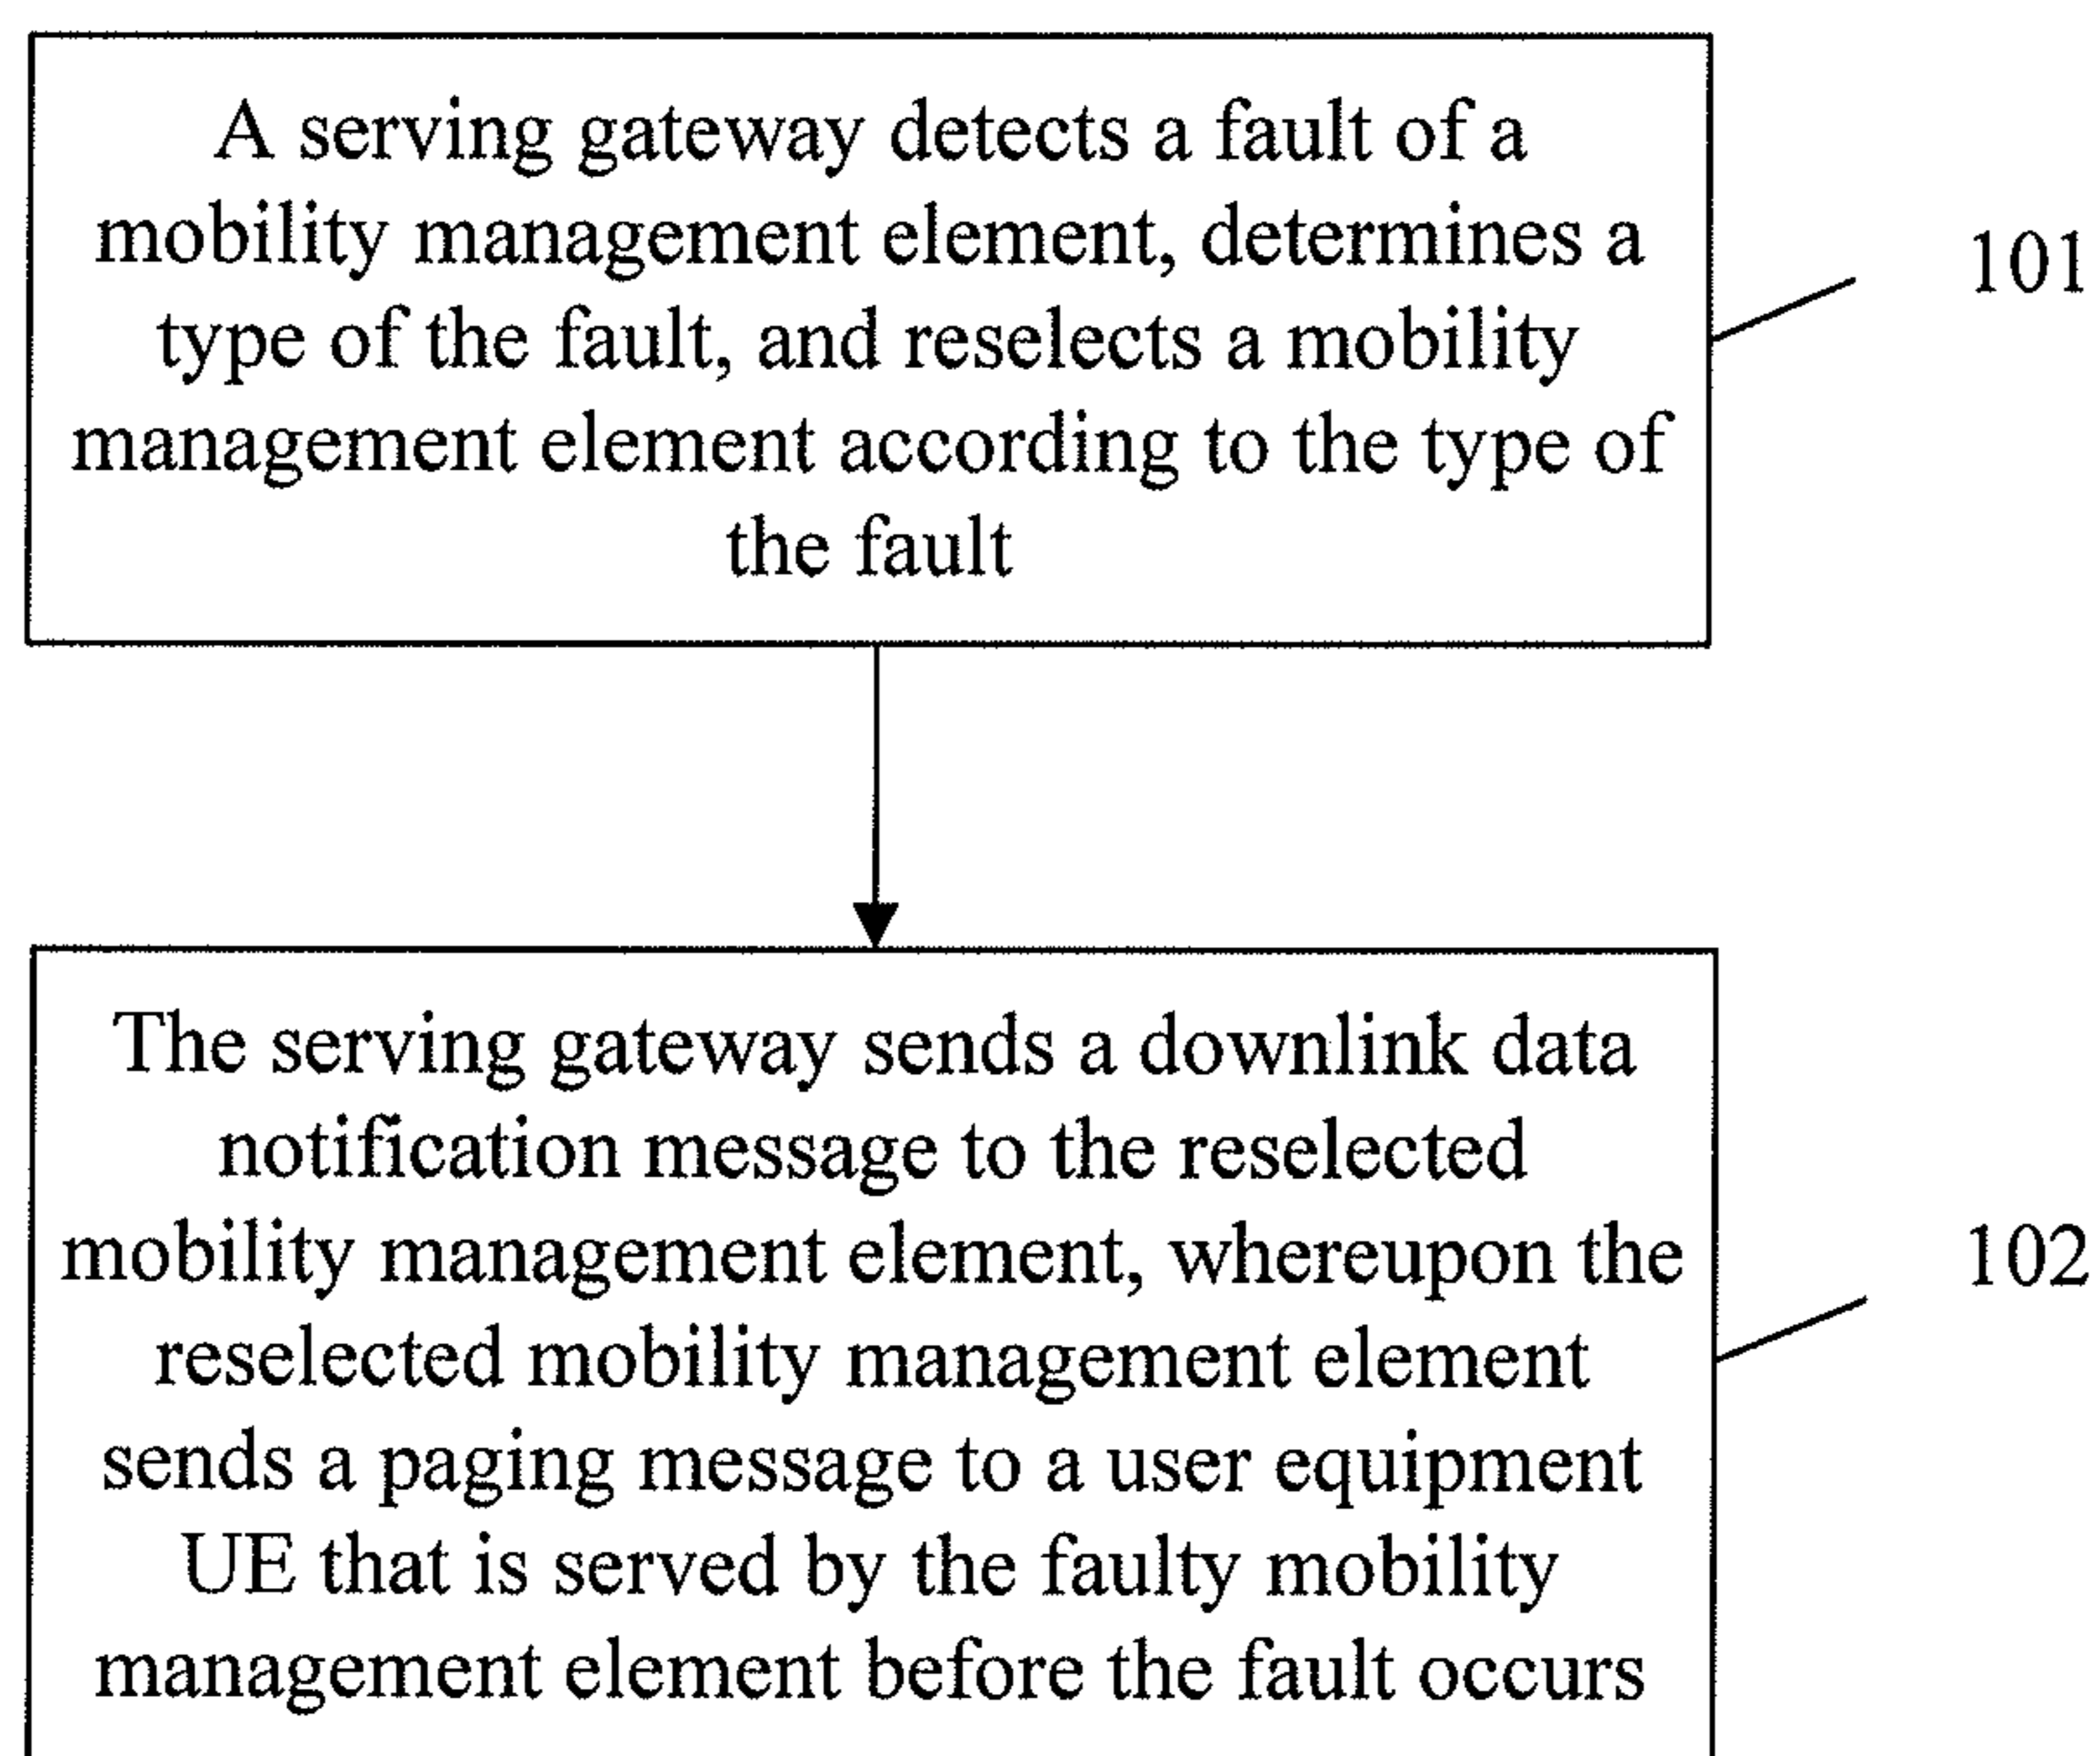 A serving gateway detects a fault of a
mobility management element, determines a
type of the fault, and reselects a mobility
management element according to the type of
the fault
101
The serving gateway sends a downlink data
notification message to the reselected
mobility management element, whereupon the
reselected mobility management element
sends a paging message to a user equipment
UE that is served by the faulty mobility
management element before the fault occurs
102